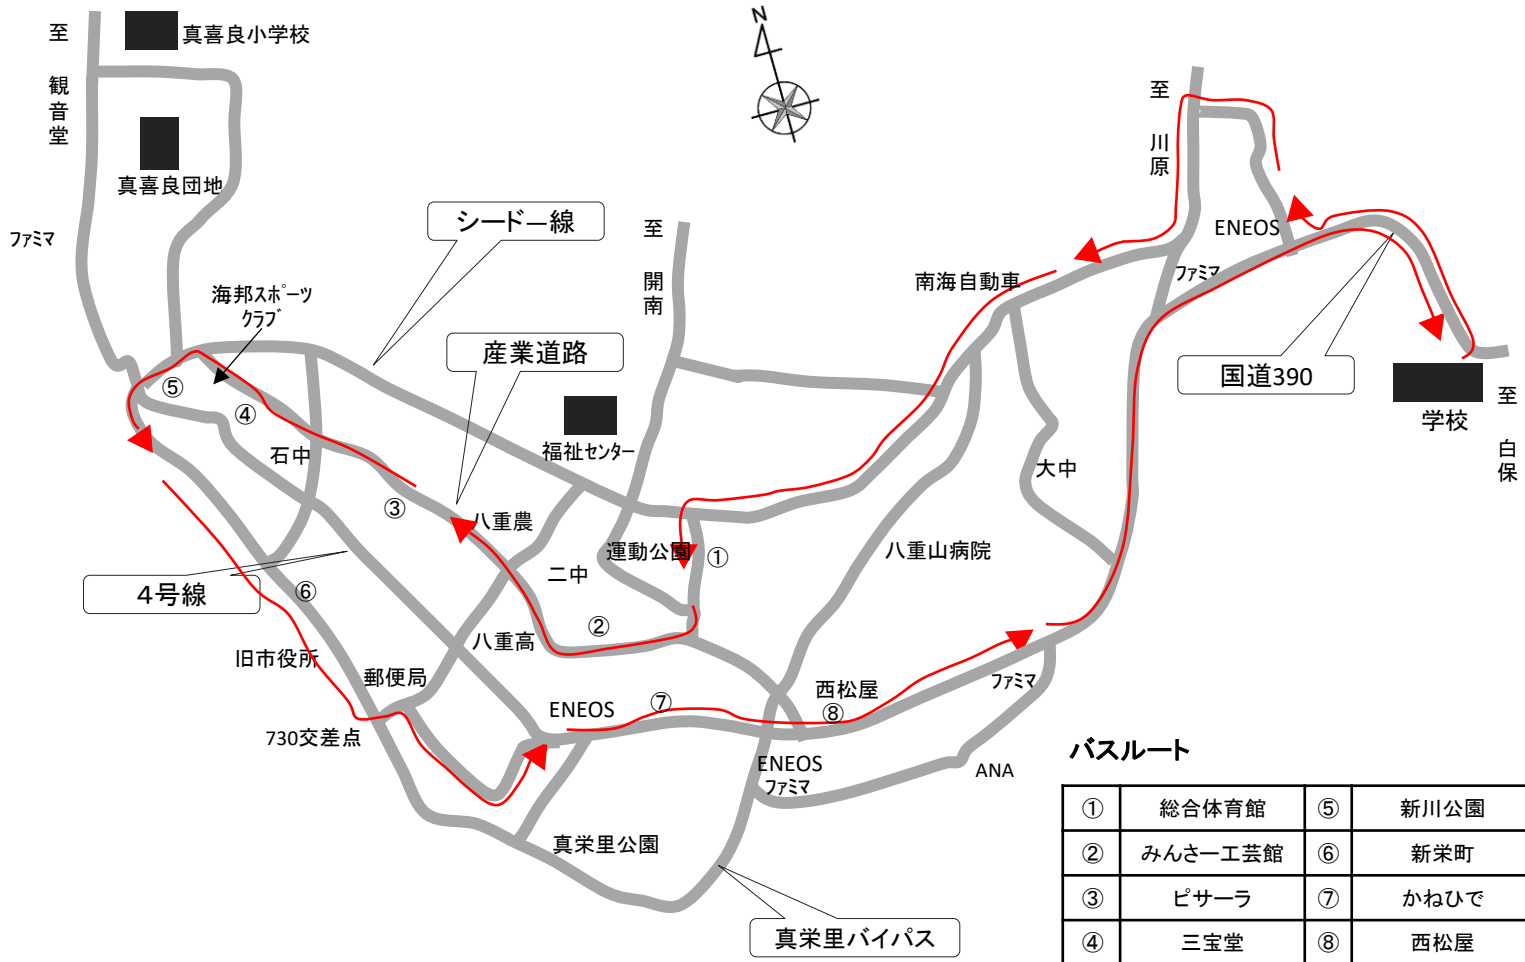 至 観音堂
真喜良小学校
真喜良団地
N
至 川原
ファミマ
シード―線
至 開南
ENEOS
ファミマ
海邦スポーツ
クラブ
南海自動車
産業道路
国道390
学校
至 白保
⑤
④
石中
福祉センター
大中
③
八重農
運動公園
①
八重山病院
二中
4号線
⑥
②
八重高
旧市役所
郵便局
西松屋
ファミマ
⑦
⑧
ENEOS
730交差点
ENEOS
ファミマ
ANA
真栄里公園
真栄里バイパス
バスルート
① 総合体育館 ⑤ 新川公園
② みんさー工芸館 ⑥ 新栄町
③ ピサーラ ⑦ かねひで
④ 三宝堂 ⑧ 西松屋